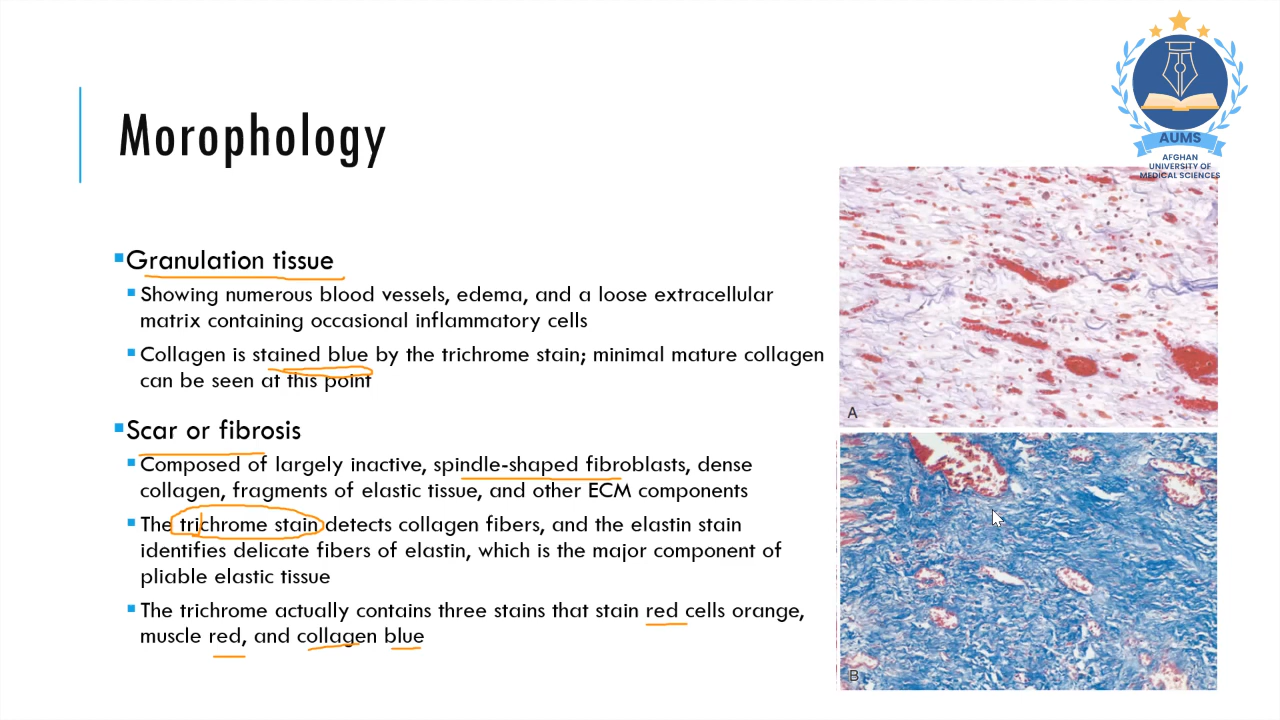 AUMS
AFGHAN
UNIVERSITY OF
MEDICAL SCIENCES
Morophology
Granulation tissue
Showing numerous blood vessels, edema, and a loose extracellular
matrix containing occasional inflammatory cells
Collagen is stained blue by the trichrome stain; minimal mature collagen
can be seen at this point
Scar or fibrosis
Composed of largely inactive, spindle-shaped fibroblasts, dense
collagen, fragments of elastic tissue, and other ECM components
The trichrome stain detects collagen fibers, and the elastin stain
identifies delicate fibers of elastin, which is the major component of
pliable elastic tissue
The trichrome actually contains three stains that stain red cells orange,
muscle red, and collagen blue
A
B